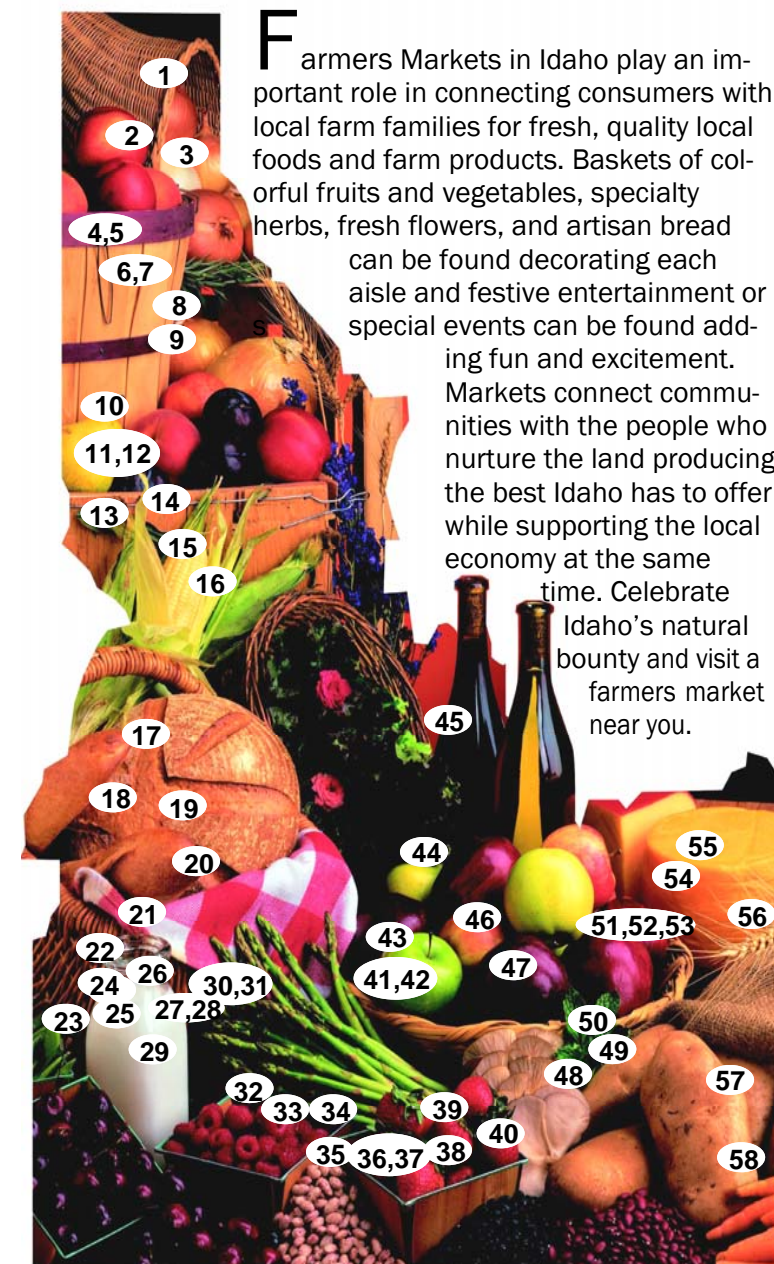 Farmers Markets in Idaho play an im-
portant role in connecting consumers with
local farm families for fresh, quality local
foods and farm products. Baskets of col-
orful fruits and vegetables, specialty
herbs, fresh flowers, and artisan bread
can be found decorating each
aisle and festive entertainment or
special events can be found add-
ing fun and excitement.
Markets connect commu-
nities with the people who
nurture the land producing
the best Idaho has to offer
while supporting the local
economy at the same
time. Celebrate
Idaho's natural
bounty and visit a
farmers market
near you.
1
2
3
4,5
6,7
8
s
9
10
11,12
13
14
15
16
17
18
19
20
21
22
23
24
25
26
27,28
29
30,31
32
33
34
35
36,37
38
39
40
41,42
43
44
45
46
47
48
49
50
51,52,53
54
55
56
57
58